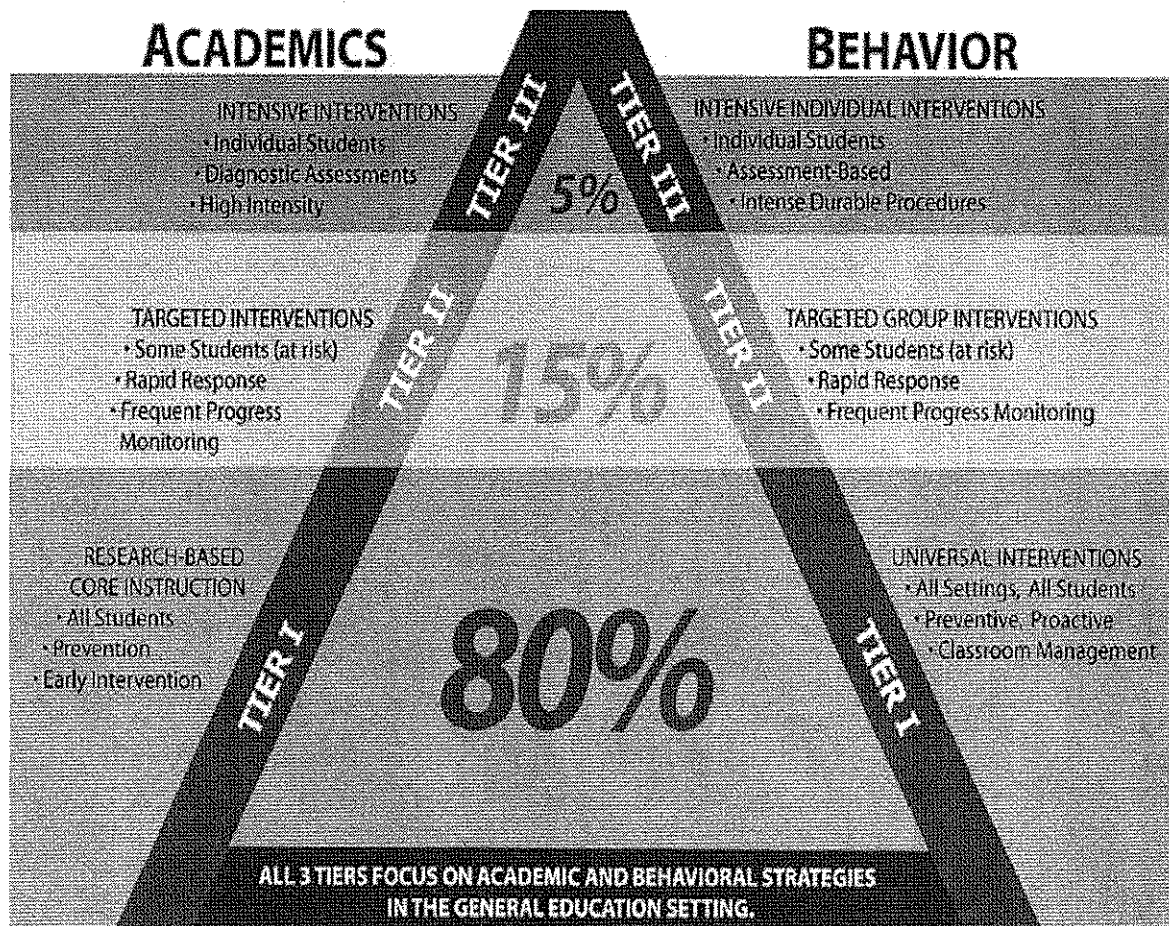 ACADEMICS
BEHAVIOR
INTENSIVE INTERVENTIONS
• Individual Students
• Diagnostic Assessments
• High Intensity
TIER III
5%
TIER III
INTENSIVE INDIVIDUAL INTERVENTIONS
• Individual Students
• Assessment-Based
• Intense Durable Procedures
TARGETED INTERVENTIONS
• Some Students (at risk)
• Rapid Response
• Frequent Progress
Monitoring
TIER II
15%
TIER II
TARGETED GROUP INTERVENTIONS
• Some Students (at risk)
• Rapid Response
• Frequent Progress Monitoring
RESEARCH-BASED
CORE INSTRUCTION
• All Students
• Prevention
• Early Intervention
TIER I
80%
TIER I
UNIVERSAL INTERVENTIONS
• All Settings, All Students
• Preventive, Proactive
• Classroom Management
ALL 3 TIERS FOCUS ON ACADEMIC AND BEHAVIORAL STRATEGIES
IN THE GENERAL EDUCATION SETTING.